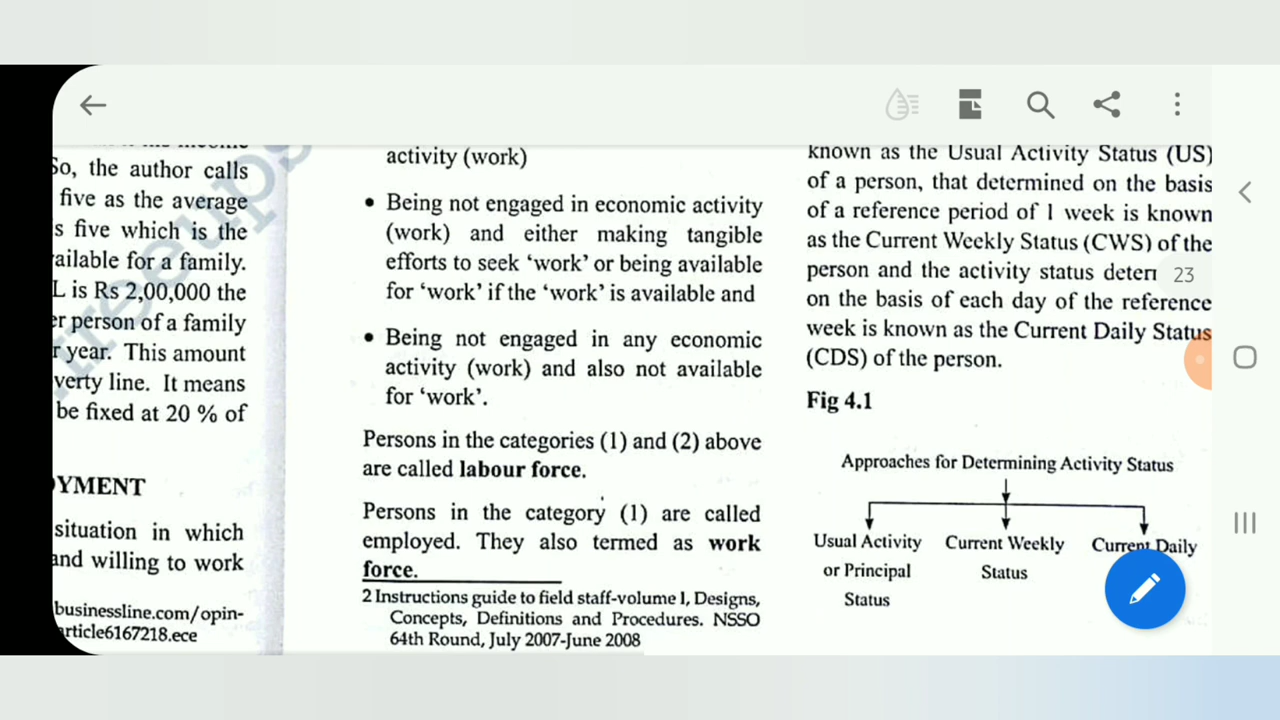 So, the author calls
five as the average
s five which is the
ailable for a family.
L is Rs 2,00,000 the
er person of a family
r year. This amount
verty line. It means
be fixed at 20 % of
YMENT
situation in which
and willing to work
businessline.com/opin-
article6167218.ece
activity (work)
• Being not engaged in economic activity
(work) and either making tangible
efforts to seek ‘work’ or being available
for ‘work’ if the ‘work’ is available and
• Being not engaged in any economic
activity (work) and also not available
for ‘work’.
Persons in the categories (1) and (2) above
are called labour force.
Persons in the category (1) are called
employed. They also termed as work
force.
2 Instructions guide to field staff-volume I, Designs,
Concepts, Definitions and Procedures. NSSO
64th Round, July 2007-June 2008
known as the Usual Activity Status (US)
of a person, that determined on the basis
of a reference period of 1 week is known
as the Current Weekly Status (CWS) of the
person and the activity status deterr
on the basis of each day of the reference
week is known as the Current Daily Status
(CDS) of the person.
Fig 4.1
Approaches for Determining Activity Status
Usual Activity
or Principal
Status
Current Weekly
Status
Current Daily
23
freeups